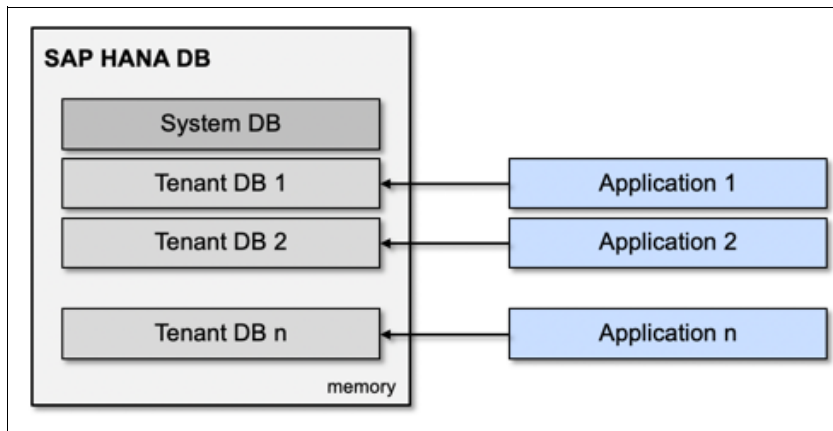 SAP HANA DB
System DB
Tenant DB 1
Application 1
Tenant DB 2
Application 2
Tenant DB n
Application n
memory